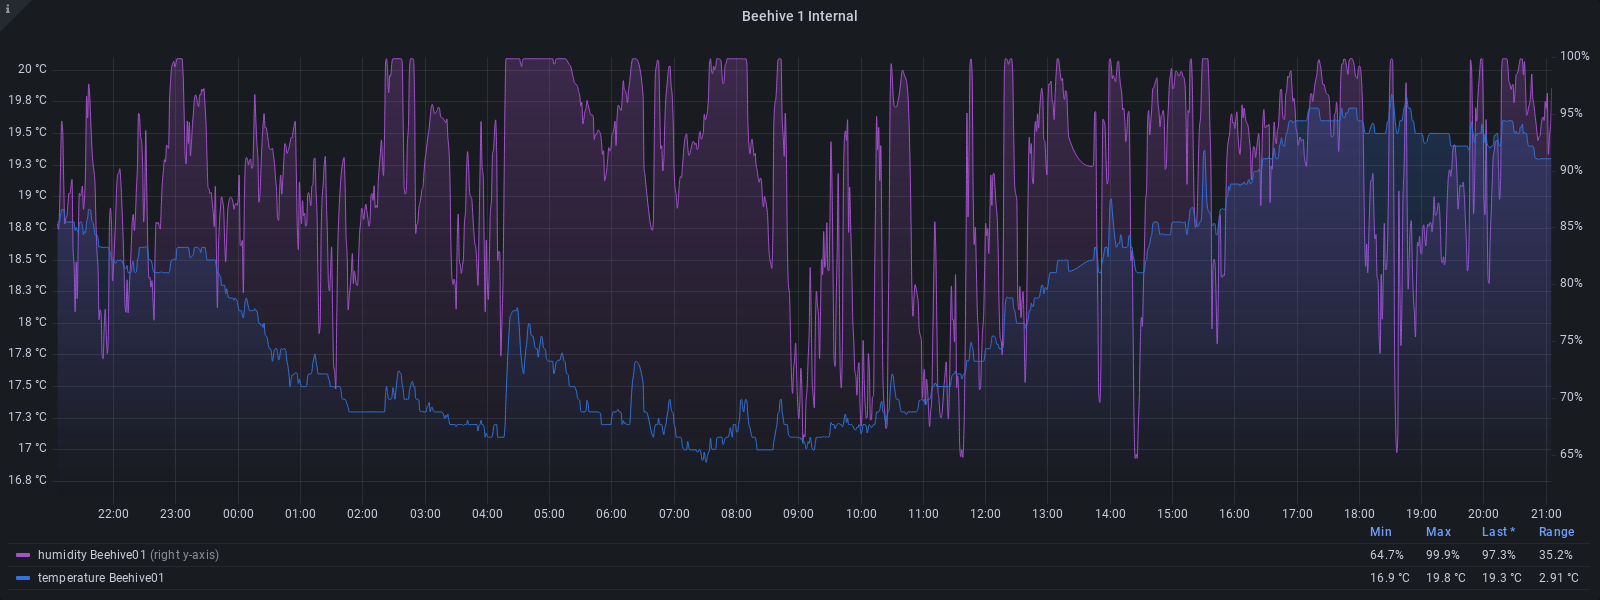 i
Beehive 1 Internal
20 °C
19.8 °C
19.5 °C
19.3 °C
19 °C
18.8 °C
18.5 °C
18.3 °C
18 °C
17.8 °C
17.5 °C
17.3 °C
17 °C
16.8 °C
100%
95%
90%
85%
80%
75%
70%
65%
22:00 23:00 00:00 01:00 02:00 03:00 04:00 05:00 06:00 07:00 08:00 09:00 10:00 11:00 12:00 13:00 14:00 15:00 16:00 17:00 18:00 19:00 20:00 21:00
Min Max Last * Range
humidity Beehive01 (right y-axis) 64.7% 99.9% 97.3% 35.2%
temperature Beehive01 16.9 °C 19.8 °C 19.3 °C 2.91 °C